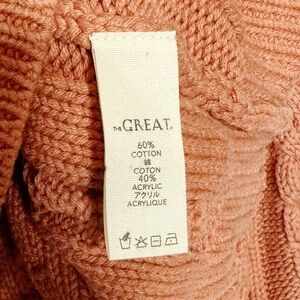 THE GREAT.
60%
COTTON
綿
COTON
40%
ACRYLIC
アクリル
ACRYLIQUE